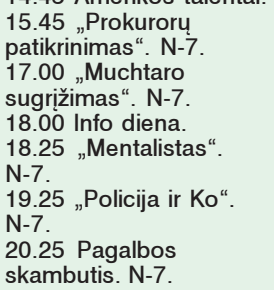 15.45 „Prokurorų
patikrinimas“. N-7.
17.00 „Muchtaro
sugrįžimas“. N-7.
18.00 Info diena.
18.25 „Mentalistas“.
N-7.
19.25 „Policija ir Ko“.
N-7.
20.25 Pagalbos
skambutis. N-7.